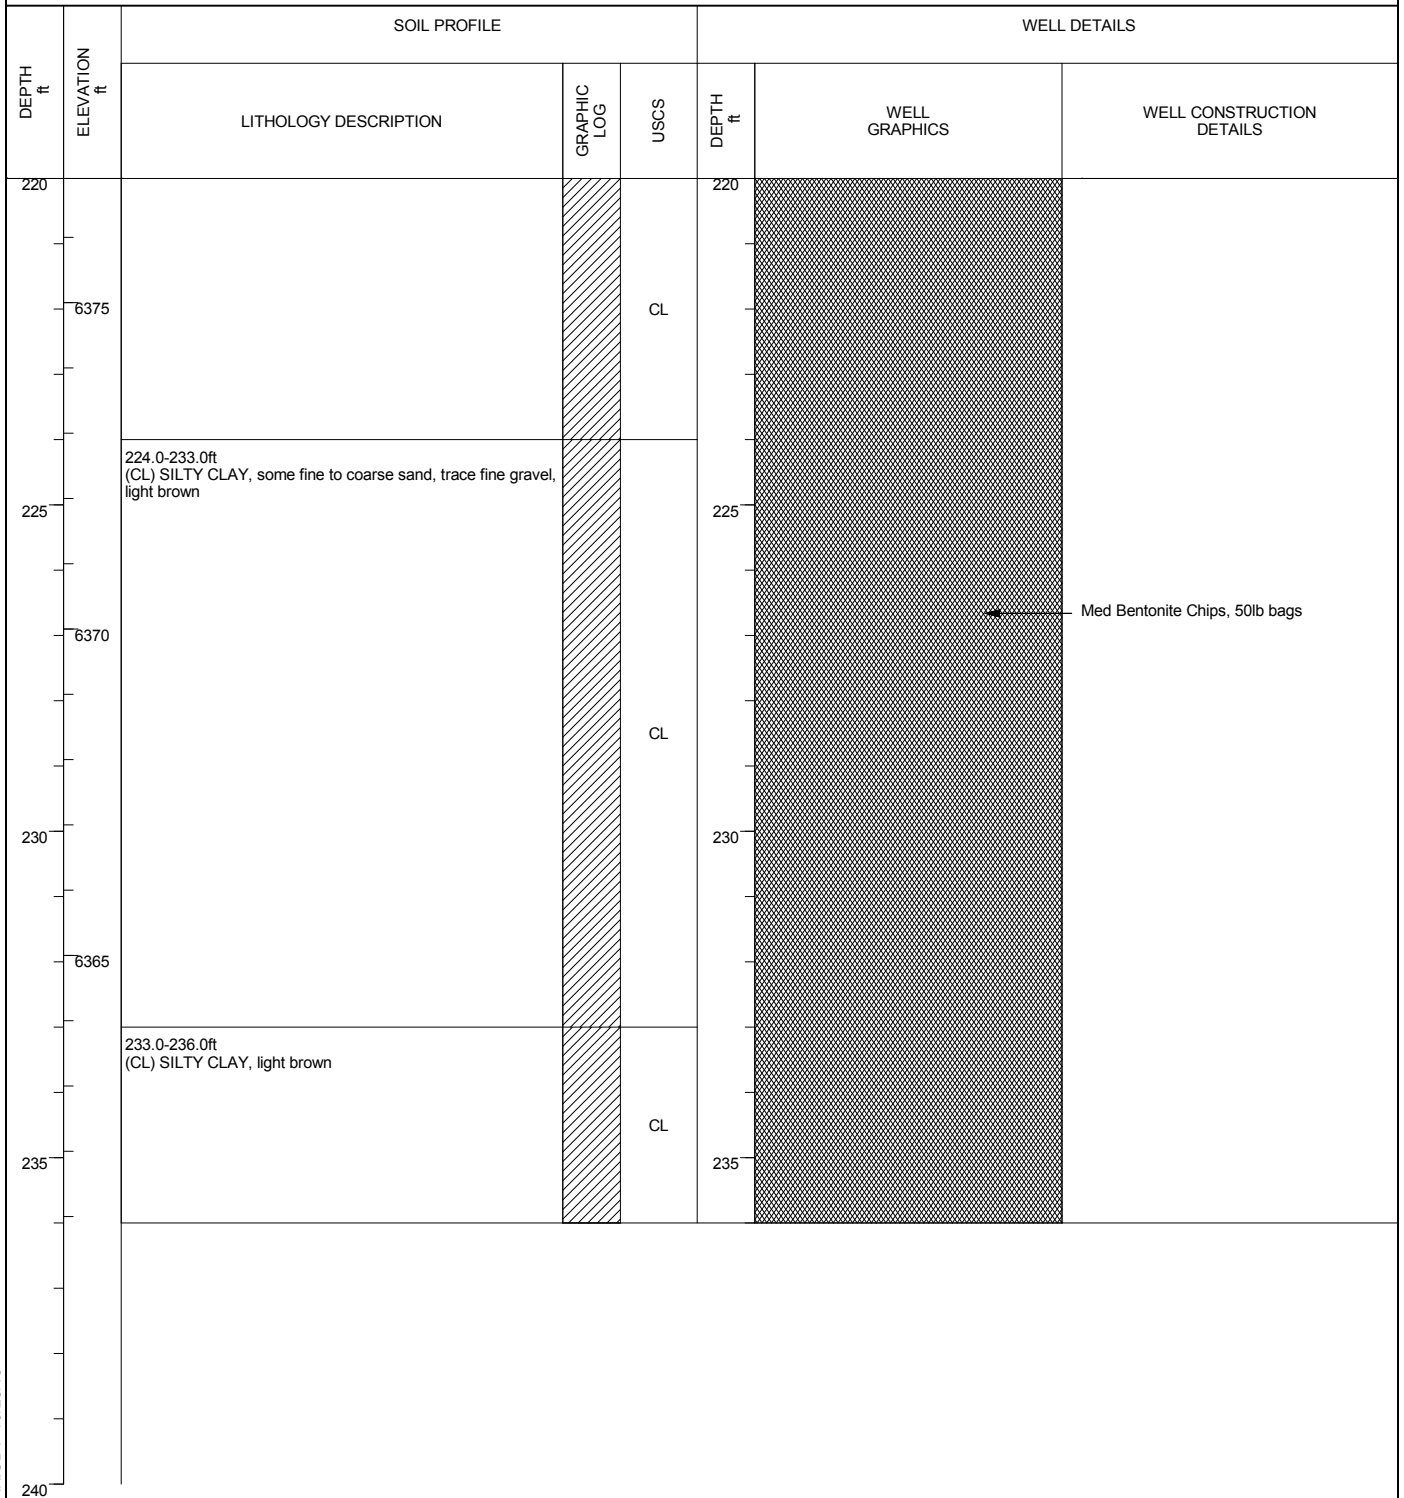 SOIL PROFILE
WELL DETAILS
DEPTH
ft
ELEVATION
ft
LITHOLOGY DESCRIPTION
GRAPHIC
LOG
USCS
DEPTH
ft
WELL
GRAPHICS
WELL CONSTRUCTION
DETAILS
220
220
6375
CL
224.0-233.0ft
(CL) SILTY CLAY, some fine to coarse sand, trace fine gravel,
light brown
225
225
Med Bentonite Chips, 50lb bags
6370
CL
230
230
6365
233.0-236.0ft
(CL) SILTY CLAY, light brown
CL
235
235
240